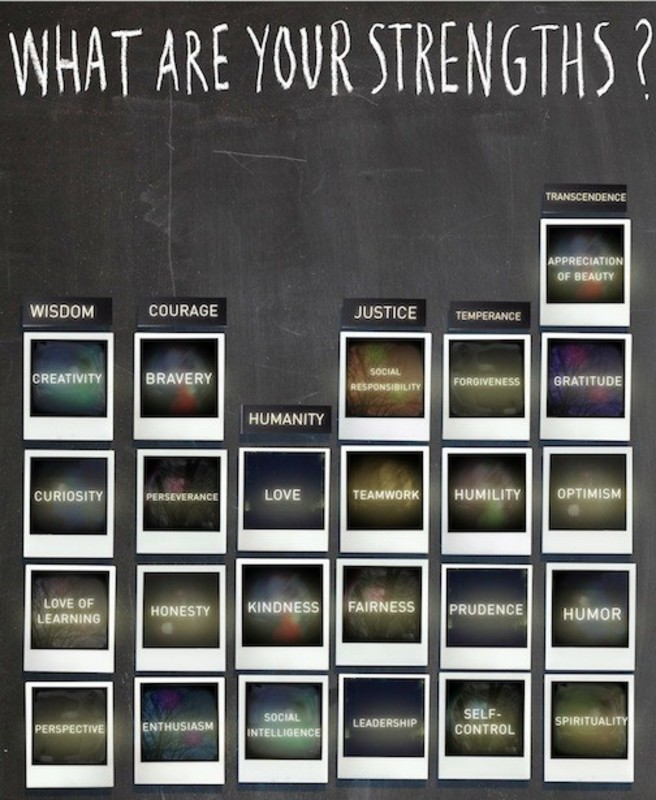 WHAT ARE YOUR STRENGTHS ?
WISDOM
CREATIVITY
CURIOSITY
LOVE OF
LEARNING
PERSPECTIVE
COURAGE
BRAVERY
PERSEVERANCE
HONESTY
ENTHUSIASM
HUMANITY
LOVE
KINDNESS
SOCIAL
INTELLIGENCE
JUSTICE
SOCIAL
RESPONSIBILITY
TEAMWORK
FAIRNESS
LEADERSHIP
TEMPERANCE
FORGIVENESS
HUMILITY
PRUDENCE
SELF-
CONTROL
TRANSCENDENCE
APPRECIATION
OF BEAUTY
GRATITUDE
OPTIMISM
HUMOR
SPIRITUALITY